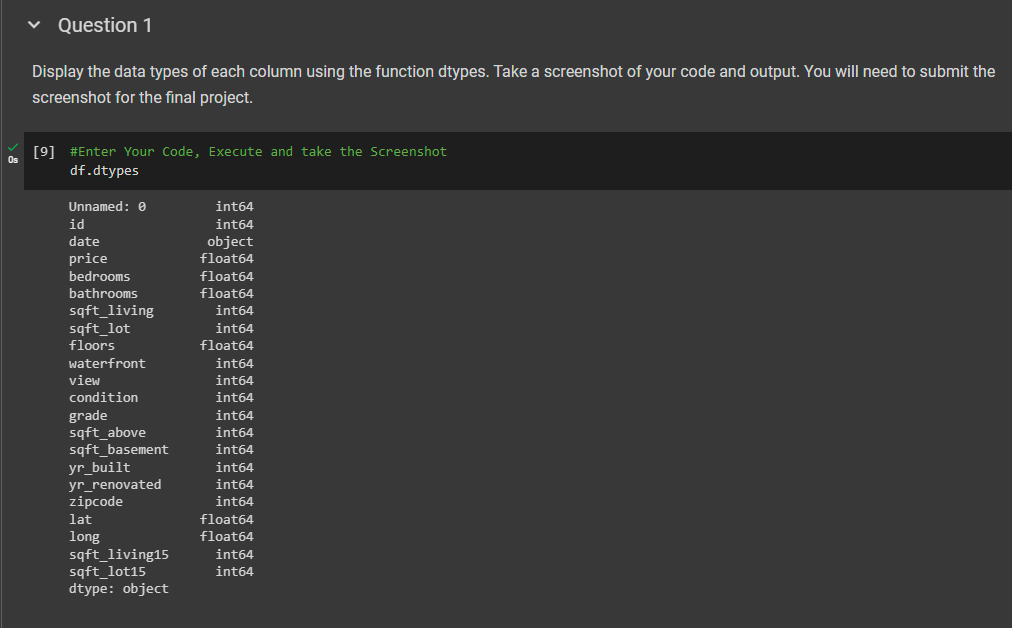 Question 1
Display the data types of each column using the function dtypes. Take a screenshot of your code and output. You will need to submit the
screenshot for the final project.
0s
[9] #Enter Your Code, Execute and take the Screenshot
df.dtypes
Unnamed: 0 int64
id int64
date object
price float64
bedrooms float64
bathrooms float64
sqft_living int64
sqft_lot int64
floors float64
waterfront int64
view int64
condition int64
grade int64
sqft_above int64
sqft_basement int64
yr_built int64
yr_renovated int64
zipcode int64
lat float64
long float64
sqft_living15 int64
sqft_lot15 int64
dtype: object